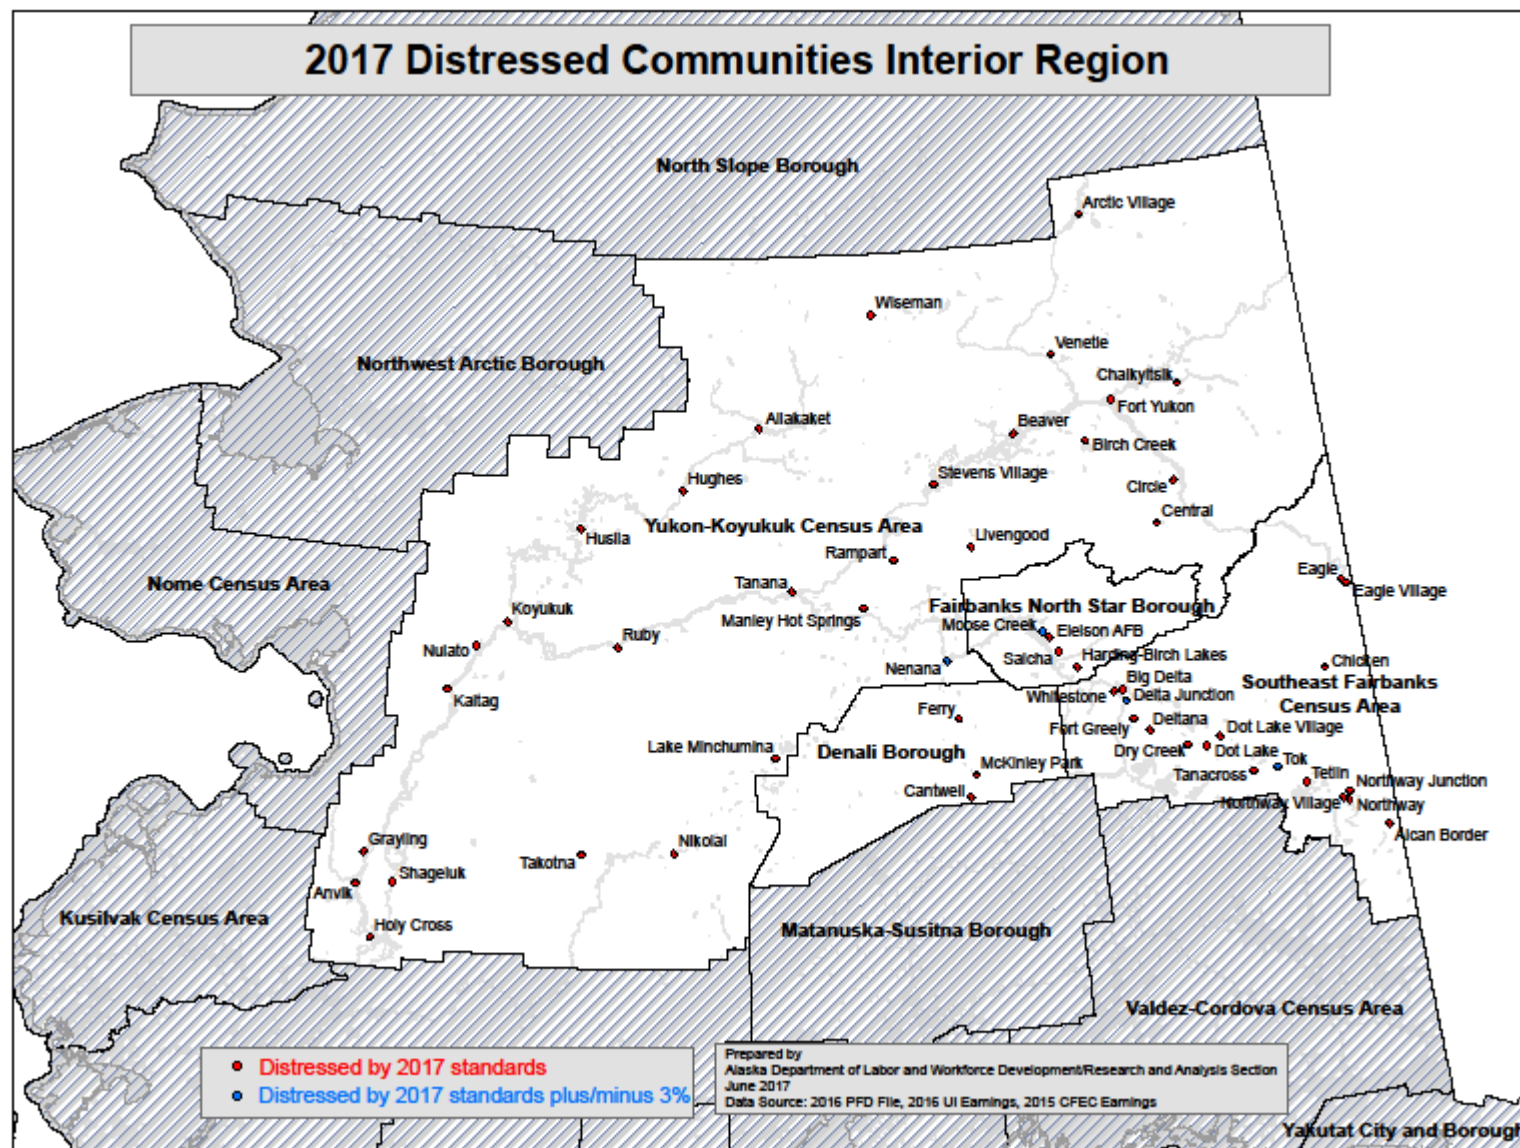 2017 Distressed Communities Interior Region
North Slope Borough
Arctic Village
Wiseman
Venetie
Northwest Arctic Borough
Chalkyitsik
Fort Yukon
Allakaket
Beaver
Birch Creek
Hughes
Stevens Village
Circle
Central
Yukon-Koyukuk Census Area
Huslia
Livengood
Rampart
Eagle
Eagle Village
Nome Census Area
Tanana
Koyukuk
Manley Hot Springs
Fairbanks North Star Borough
Moose Creek
Eielson AFB
Ruby
Nulato
Salcha
Harding-Birch Lakes
Nenana
Chicken
Big Delta
Southeast Fairbanks
Census Area
Kaltag
Whitestone
Delta Junction
Ferry
Fort Greely
Deltana
Dot Lake Village
Lake Minchumina
Denali Borough
Dry Creek
Dot Lake
McKinley Park
Tok
Tanacross
Tetlin
Cantwell
Northway Junction
Northway Village
Northway
Alcan Border
Grayling
Nikolai
Takotna
Shageluk
Anvik
Kusilvak Census Area
Holy Cross
Matanuska-Susitna Borough
Valdez-Cordova Census Area
Distressed by 2017 standards
Distressed by 2017 standards plus/minus 3%
Prepared by
Alaska Department of Labor and Workforce Development/Research and Analysis Section
June 2017
Data Source: 2016 PFD File, 2016 UI Earnings, 2015 CFEC Earnings
Yakutat City and Borough